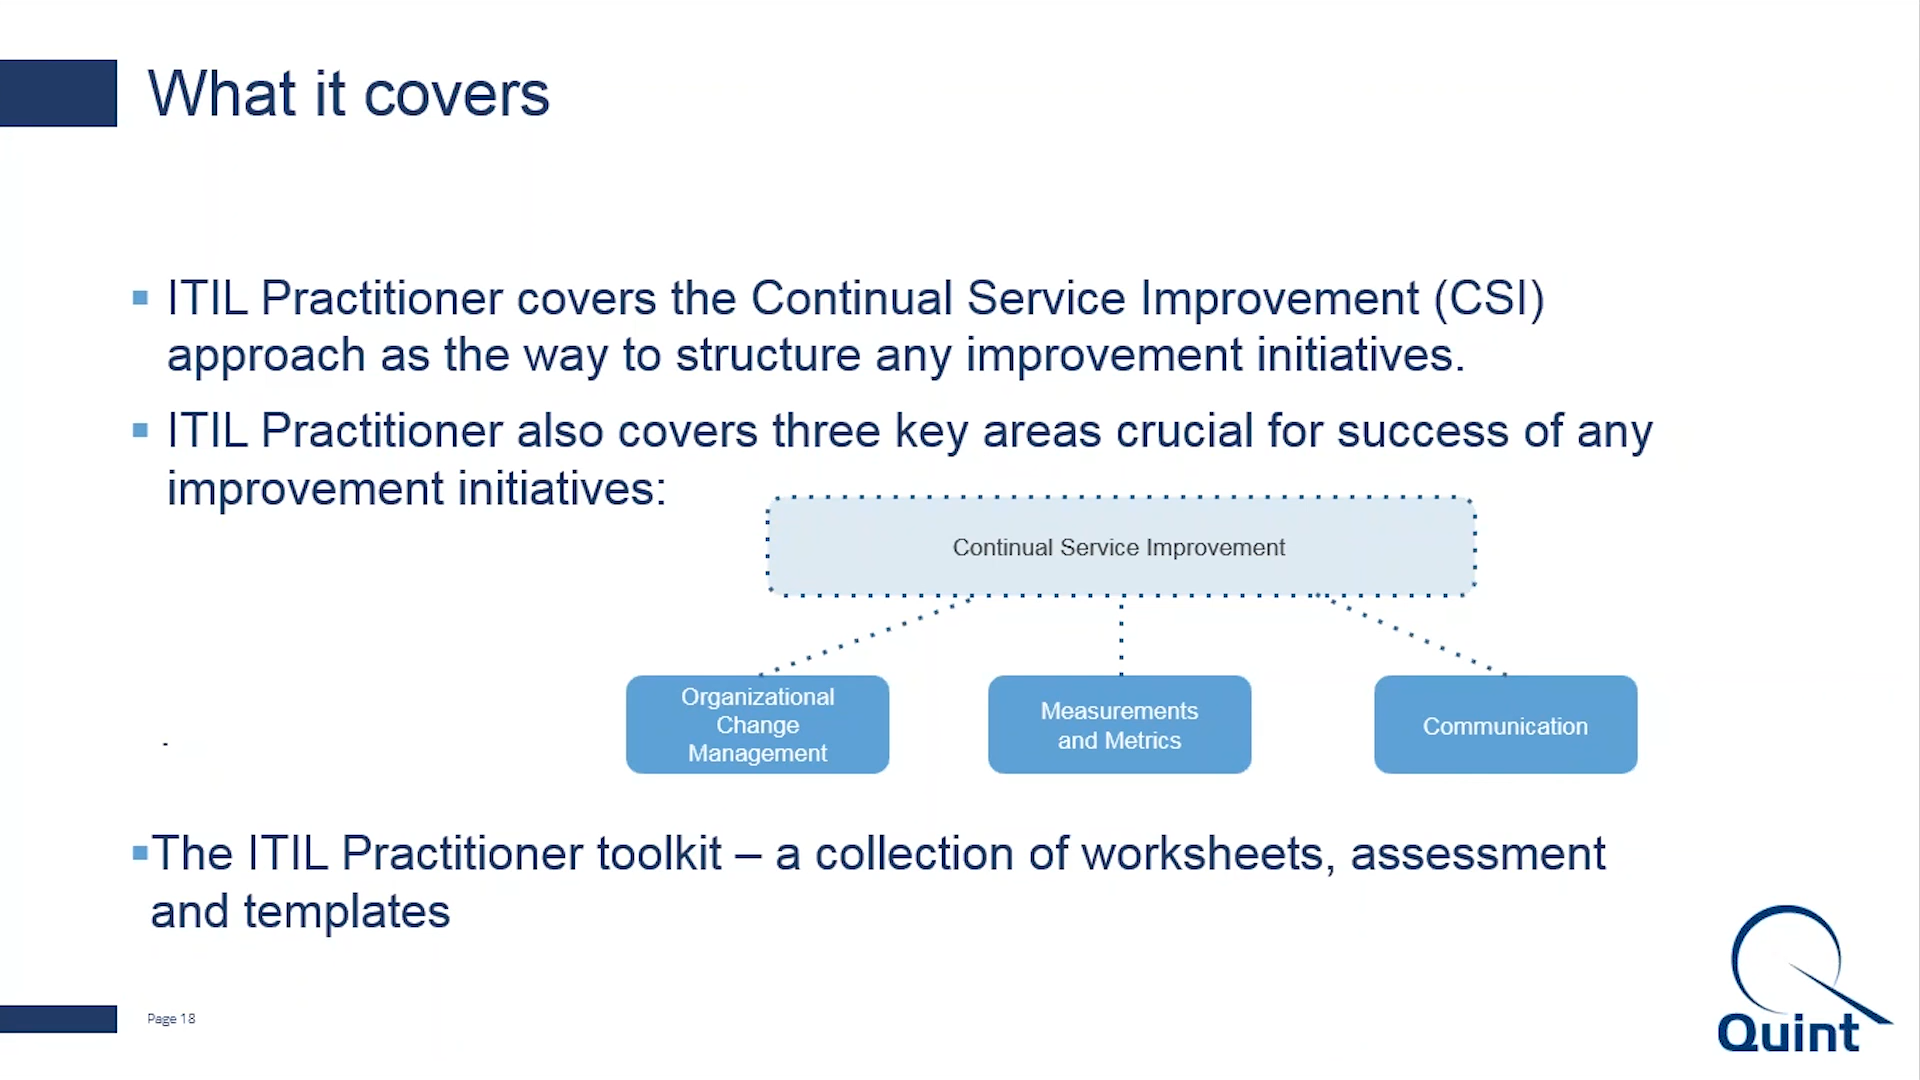 What it covers
ITIL Practitioner covers the Continual Service Improvement (CSI)
approach as the way to structure any improvement initiatives.
ITIL Practitioner also covers three key areas crucial for success of any
improvement initiatives:
Continual Service Improvement
Organizational
Change
Management
Measurements
and Metrics
Communication
The ITIL Practitioner toolkit – a collection of worksheets, assessment
and templates
Page 18
Quint